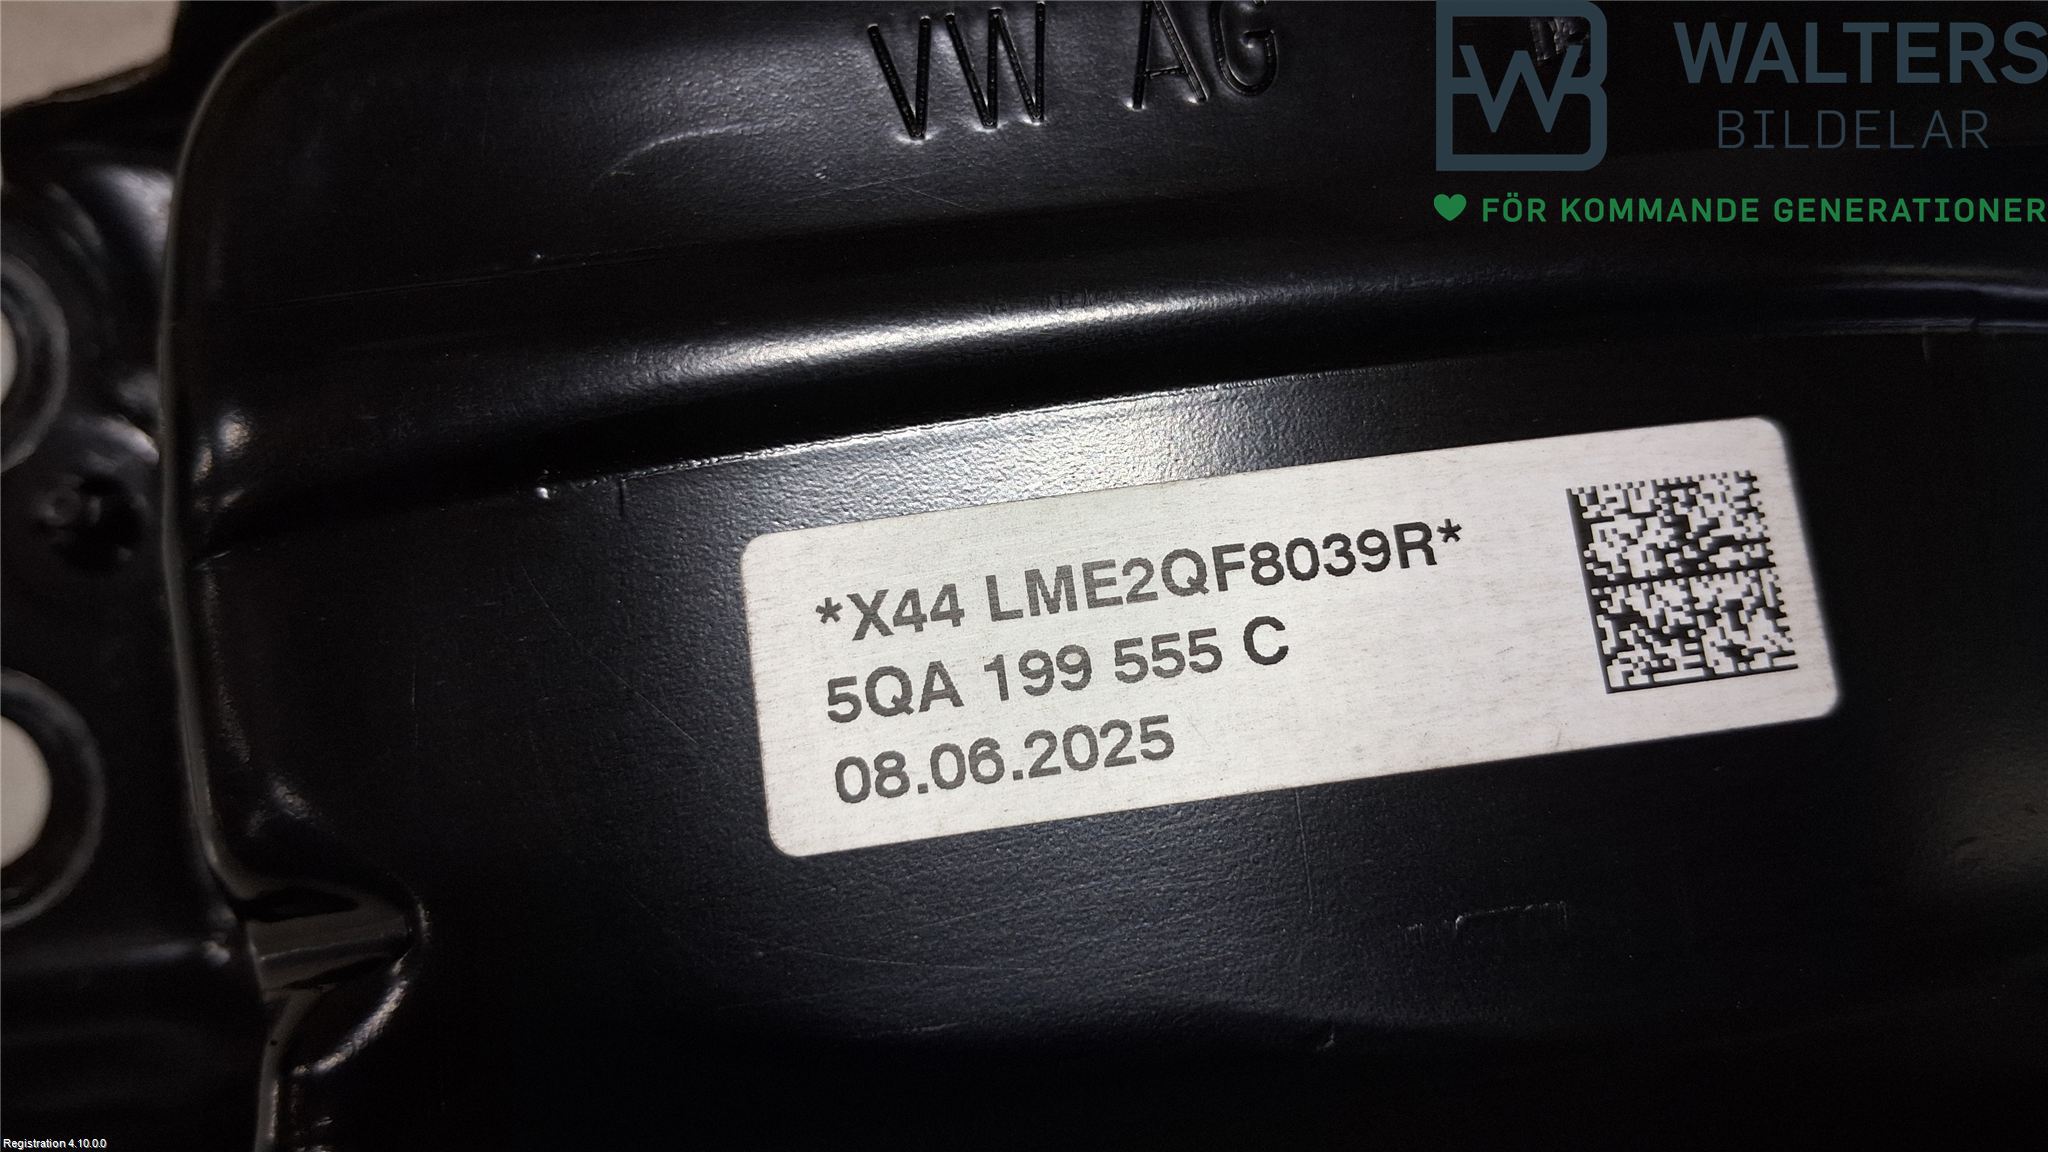 VW AG
WALTERS
BILDELAR
FÖR KOMMANDE GENERATIONER
*X44 LME2QF8039R*
5QA 199 555 C
08.06.2025
Registration 4.10.0.0